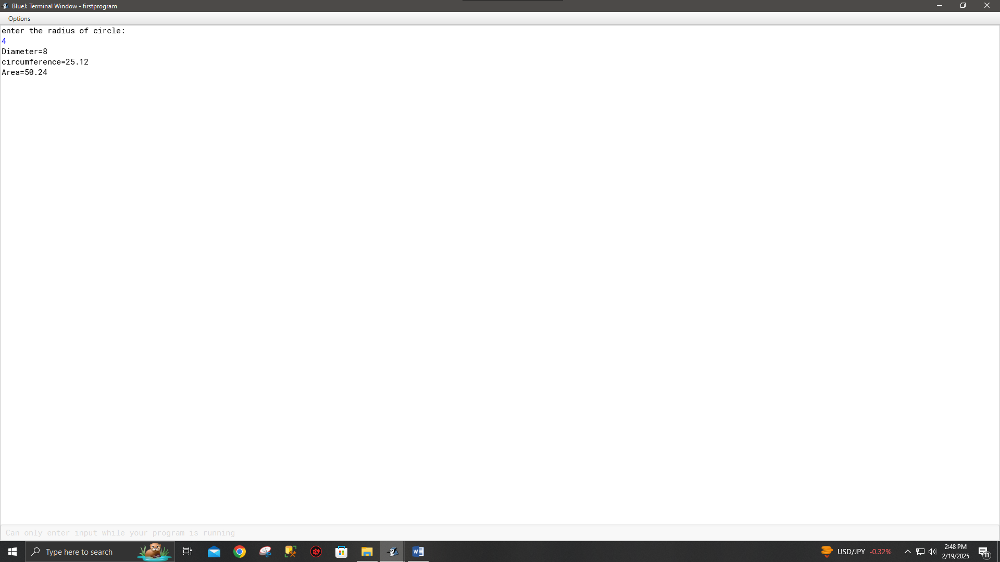 BlueJ: Terminal Window - firstprogram
Options
enter the radius of circle:
4
Diameter=8
circumference=25.12
Area=50.24
Can only enter input while your program is running
Type here to search
USD/JPY -0.32%
2:48 PM
2/19/2025
11